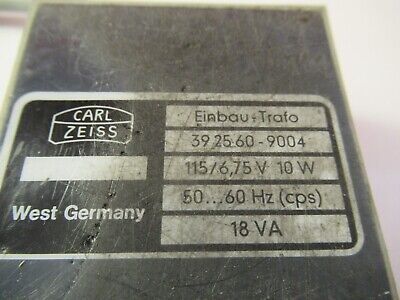 CARL
ZEISS
West Germany
Einbau-Trafo
39 25 60 - 9004
115/6,75 V 10 W
50...60 Hz (cps)
18 VA